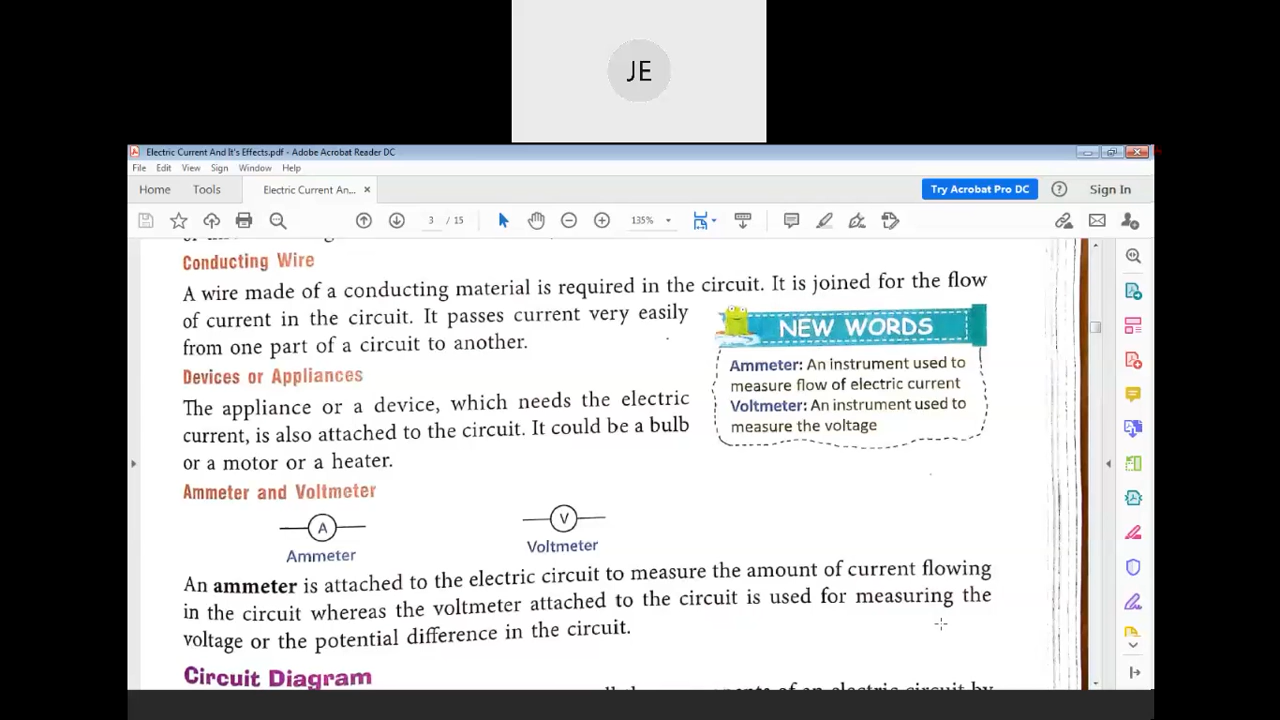 JE
Electric Current And It's Effects.pdf - Adobe Acrobat Reader DC
File Edit View Sign Window Help
Home Tools Electric Current An... × Try Acrobat Pro DC ? Sign In
3 / 15 135%
Conducting Wire
A wire made of a conducting material is required in the circuit. It is joined for the flow
of current in the circuit. It passes current very easily
from one part of a circuit to another.
NEW WORDS
Ammeter: An instrument used to
measure flow of electric current
Voltmeter: An instrument used to
measure the voltage
Devices or Appliances
The appliance or a device, which needs the electric
current, is also attached to the circuit. It could be a bulb
or a motor or a heater.
Ammeter and Voltmeter
A V
Ammeter Voltmeter
An ammeter is attached to the electric circuit to measure the amount of current flowing
in the circuit whereas the voltmeter attached to the circuit is used for measuring the
voltage or the potential difference in the circuit.
Circuit Diagram
of an electric circuit by